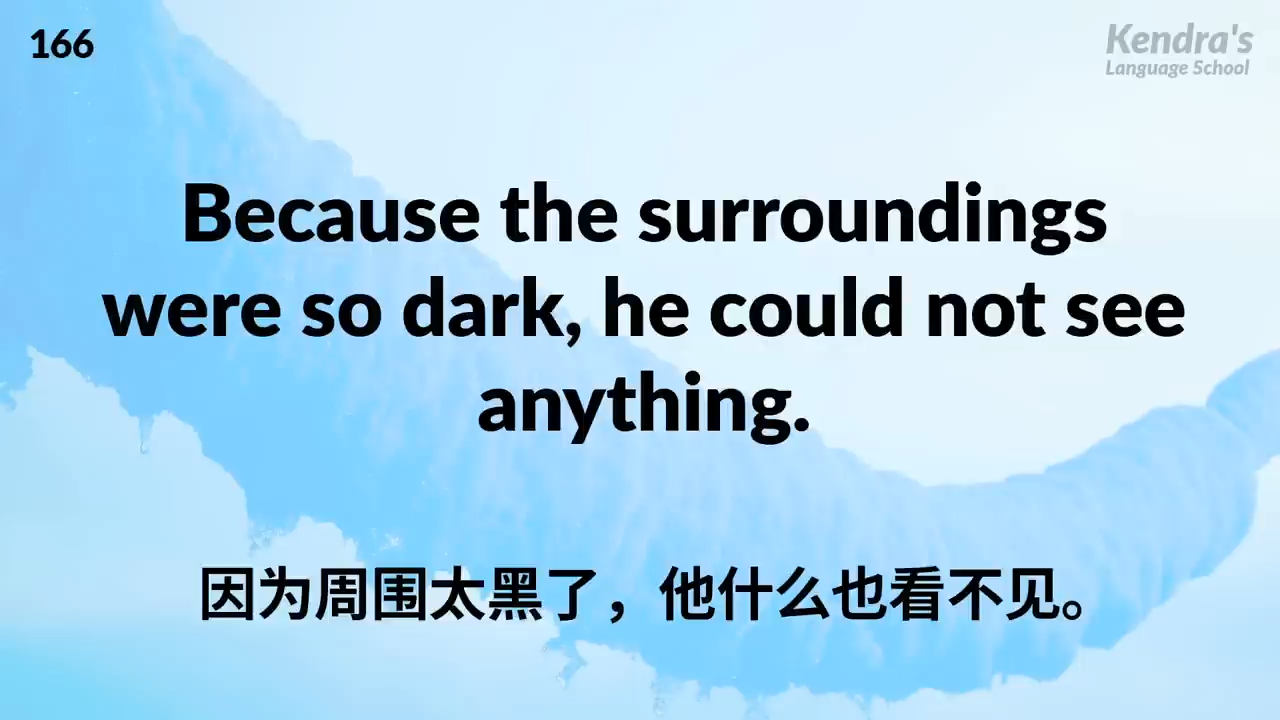 166
Kendra's
Language School
Because the surroundings
were so dark, he could not see
anything.
因为周围太黑了，他什么也看不见。